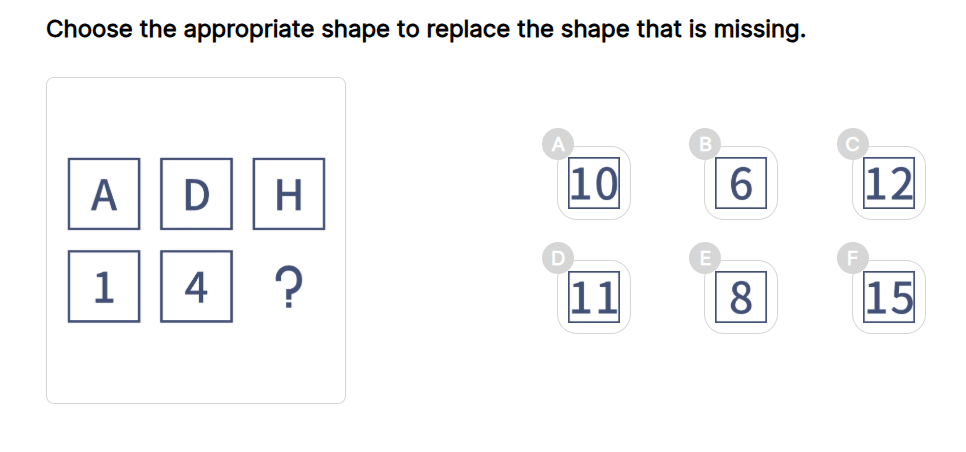 Choose the appropriate shape to replace the shape that is missing.
A D H
1 4 ?
A B C
10 6 12
D E F
11 8 15